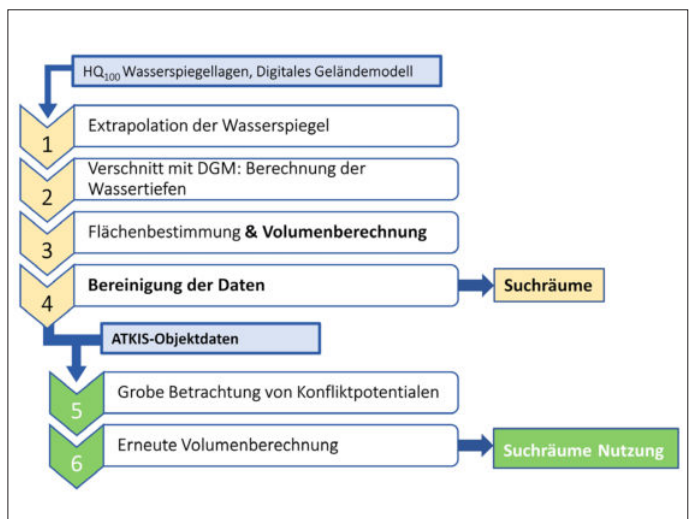 HQ100 Wasserspiegellagen, Digitales Geländemodell
1
Extrapolation der Wasserspiegel
2
Verschnitt mit DGM: Berechnung der
Wassertiefen
3
Flächenbestimmung & Volumenberechnung
4
Bereinigung der Daten
Suchräume
ATKIS-Objektdaten
5
Grobe Betrachtung von Konfliktpotentialen
6
Erneute Volumenberechnung
Suchräume Nutzung